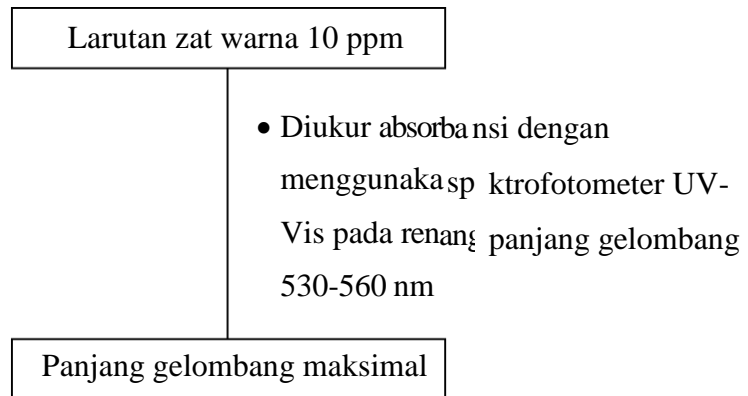 Larutan zat warna 10 ppm
• Diukur absorbansi dengan
menggunaka sp ktrofotometer UV-
Vis pada renang panjang gelombang
530-560 nm
Panjang gelombang maksimal